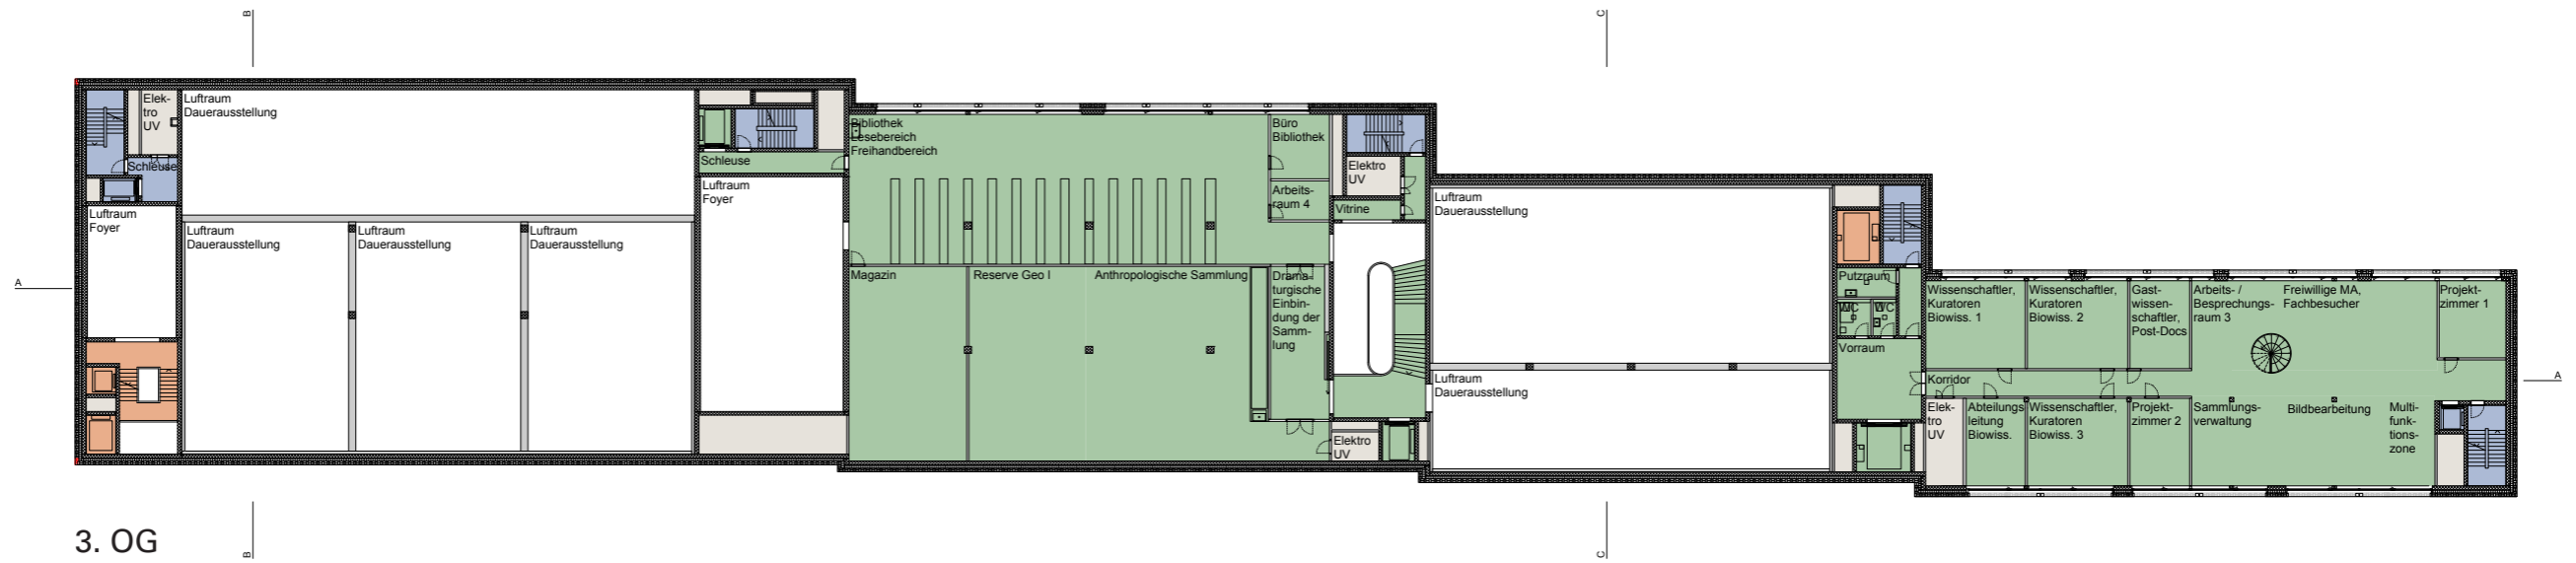 B
C
Elek-
tro
UV
Luftraum
Dauerausstellung
Schleuse
Luftraum
Foyer
Luftraum
Dauerausstellung
Luftraum
Dauerausstellung
Luftraum
Dauerausstellung
Schleuse
Luftraum
Foyer
Bibliothek
Lesebereich
Freihandbereich
Büro
Bibliothek
Arbeits-
raum 4
Elektro
UV
Vitrine
Magazin
Reserve Geo I
Anthropologische Sammlung
Drama-
turgische
Einbin-
dung der
Samm-
lung
Elektro
UV
Luftraum
Dauerausstellung
Luftraum
Dauerausstellung
Putzraum
WC
WC
Vorraum
Wissenschaftler,
Kuratoren
Biowiss. 1
Wissenschaftler,
Kuratoren
Biowiss. 2
Gast-
wissen-
schaftler,
Post-Docs
Arbeits- /
Besprechungs-
raum 3
Freiwillige MA,
Fachbesucher
Projekt-
zimmer 1
Korridor
Elek-
tro
UV
Abteilungs
leitung
Biowiss.
Wissenschaftler,
Kuratoren
Biowiss. 3
Projekt-
zimmer 2
Sammlungs-
verwaltung
Bildbearbeitung
Multi-
funk-
tions-
zone
A
A
3. OG
B
C